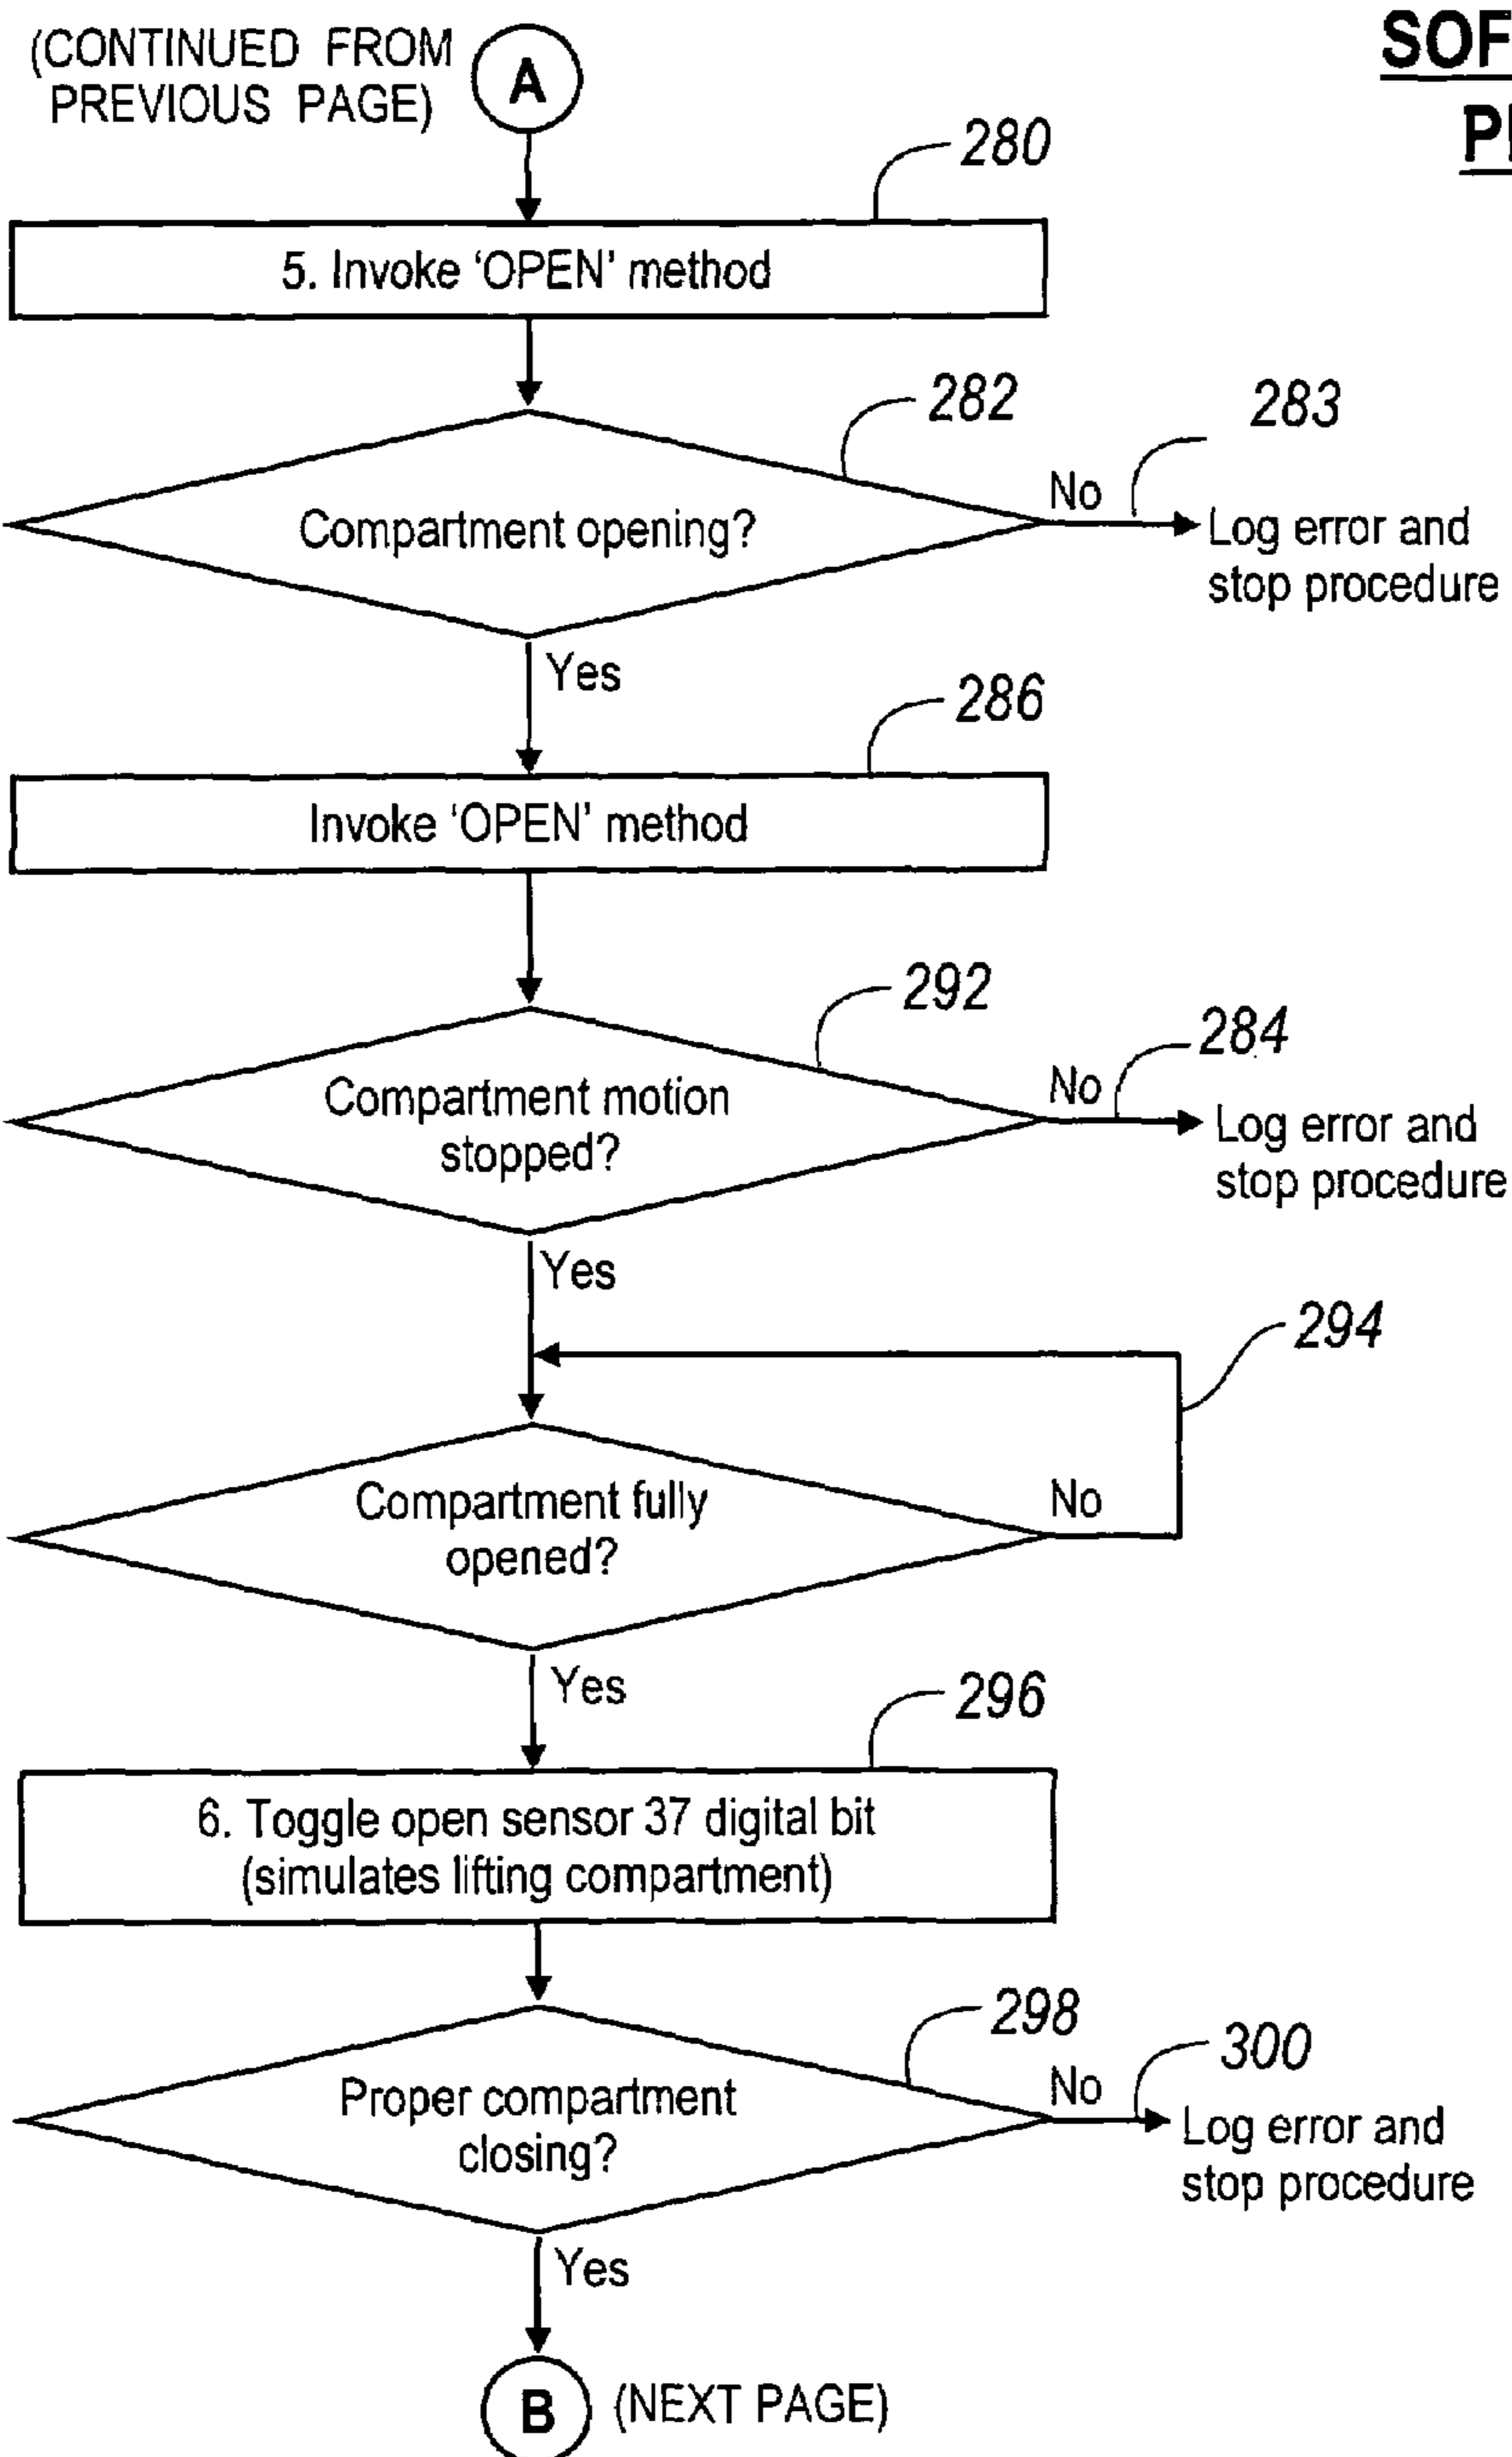 (CONTINUED FROM
PREVIOUS PAGE)
A
280
5. Invoke ‘OPEN’ method
282
283
Compartment opening?
No
Log error and
stop procedure
Yes
286
Invoke ‘OPEN’ method
292
284
Compartment motion
stopped?
No
Log error and
stop procedure
Yes
294
Compartment fully
opened?
No
Yes
296
6. Toggle open sensor 37 digital bit
(simulates lifting compartment)
298
300
Proper compartment
closing?
No
Log error and
stop procedure
Yes
B
(NEXT PAGE)